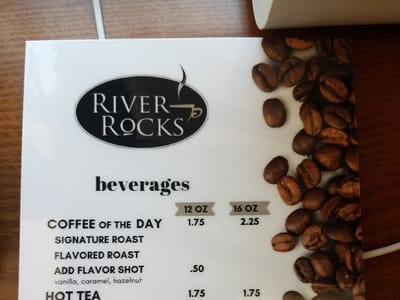 RIVER
ROCKS
beverages
12 OZ 16 OZ
COFFEE OF THE DAY 1.75 2.25
SIGNATURE ROAST
FLAVORED ROAST
ADD FLAVOR SHOT .50
vanilla, caramel, hazelnut
HOT TEA 1.75 1.75